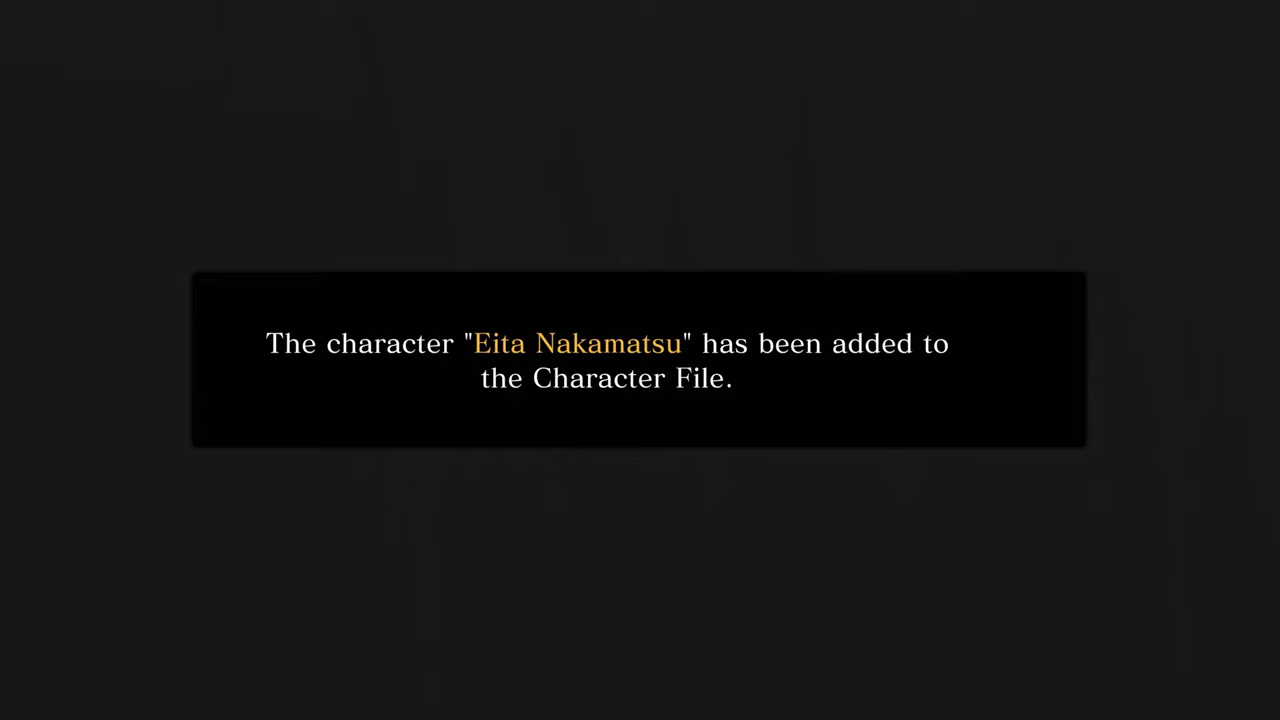 The character "Eita Nakamatsu" has been added to
the Character File.